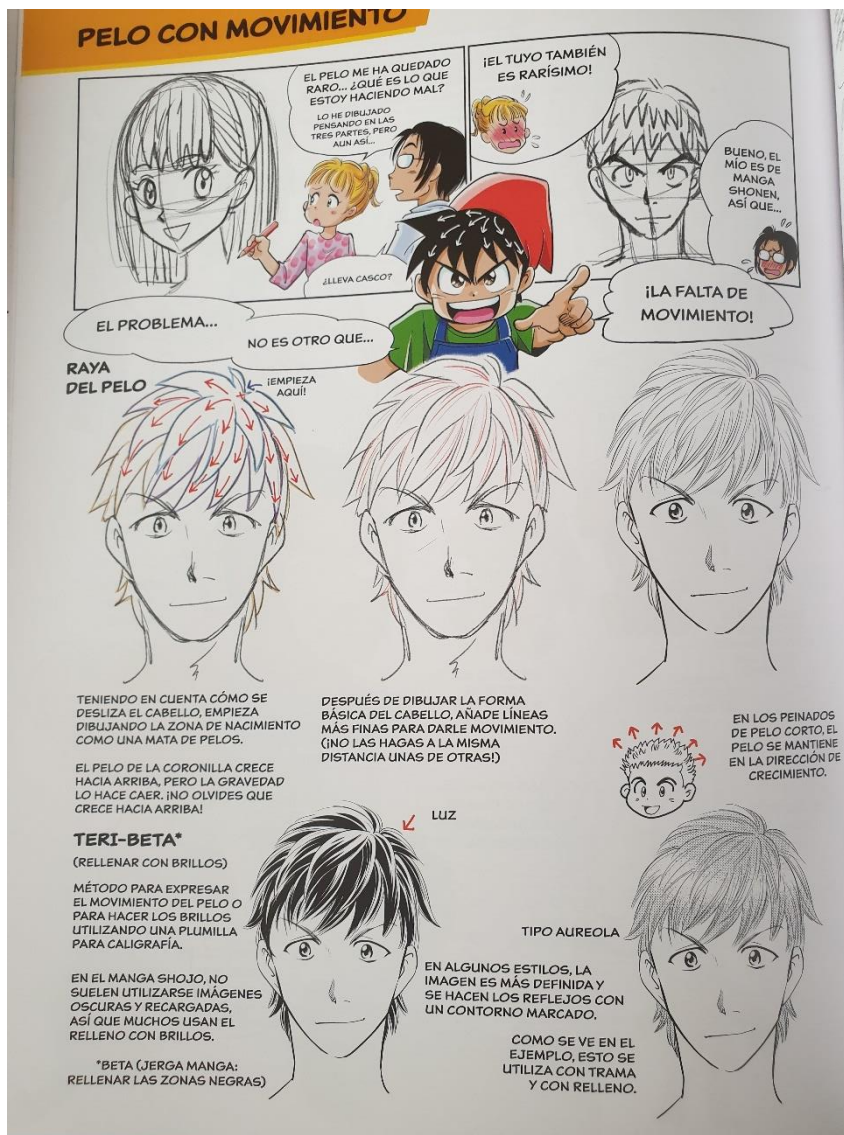 PELO CON MOVIMIENTO
EL PELO ME HA QUEDADO
RARO... ¿QUÉ ES LO QUE
ESTOY HACIENDO MAL?
LO HE DIBUJADO
PENSANDO EN LAS
TRES PARTES, PERO
AUN ASÍ...
¿LLEVA CASCO?
¡EL TUYO TAMBIÉN
ES RARÍSIMO!
BUENO, EL
MÍO ES DE
MANGA
SHONEN,
ASÍ QUE...
EL PROBLEMA...
NO ES OTRO QUE...
¡LA FALTA DE
MOVIMIENTO!
RAYA
DEL PELO
¡EMPIEZA
AQUÍ!
TENIENDO EN CUENTA CÓMO SE
DESLIZA EL CABELLO, EMPIEZA
DIBUJANDO LA ZONA DE NACIMIENTO
COMO UNA MATA DE PELOS.
EL PELO DE LA CORONILLA CRECE
HACIA ARRIBA, PERO LA GRAVEDAD
LO HACE CAER. ¡NO OLVIDES QUE
CRECE HACIA ARRIBA!
DESPUÉS DE DIBUJAR LA FORMA
BÁSICA DEL CABELLO, AÑADE LÍNEAS
MÁS FINAS PARA DARLE MOVIMIENTO.
(¡NO LAS HAGAS A LA MISMA
DISTANCIA UNAS DE OTRAS!)
EN LOS PEINADOS
DE PELO CORTO, EL
PELO SE MANTIENE
EN LA DIRECCIÓN DE
CRECIMIENTO.
TERI-BETA*
(RELLENAR CON BRILLOS)
MÉTODO PARA EXPRESAR
EL MOVIMIENTO DEL PELO O
PARA HACER LOS BRILLOS
UTILIZANDO UNA PLUMILLA
PARA CALIGRAFÍA.
EN EL MANGA SHOJO, NO
SUELEN UTILIZARSE IMÁGENES
OSCURAS Y RECARGADAS,
ASÍ QUE MUCHOS USAN EL
RELLENO CON BRILLOS.
*BETA (JERGA MANGA:
RELLENAR LAS ZONAS NEGRAS)
LUZ
TIPO AUREOLA
EN ALGUNOS ESTILOS, LA
IMAGEN ES MÁS DEFINIDA Y
SE HACEN LOS REFLEJOS CON
UN CONTORNO MARCADO.
COMO SE VE EN EL
EJEMPLO, ESTO SE
UTILIZA CON TRAMA
Y CON RELLENO.